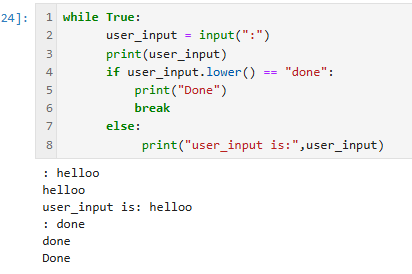 24]:
1 while True:
2 user_input = input(":")
3 print(user_input)
4 if user_input.lower() == "done":
5 print("Done")
6 break
7 else:
8 print("user_input is:",user_input)
: helloo
helloo
user_input is: helloo
: done
done
Done